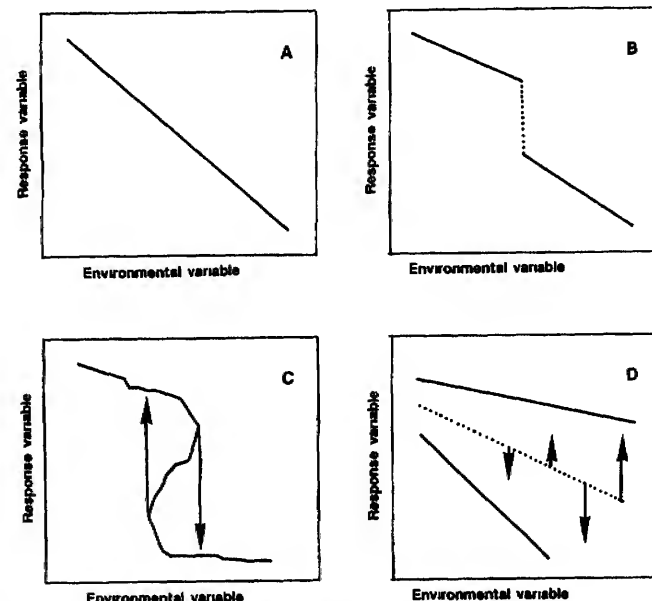 A
Response variable
Environmental variable
B
Response variable
Environmental variable
C
Response variable
Environmental variable
D
Response variable
Environmental variable